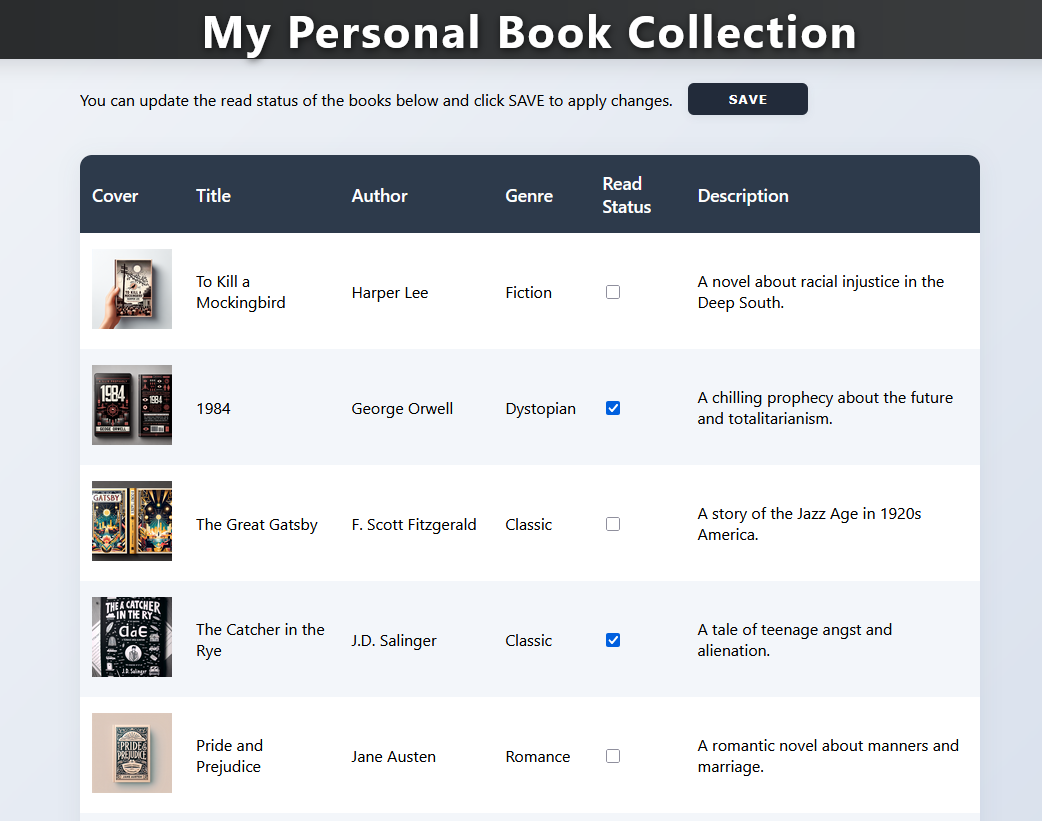 My Personal Book Collection
You can update the read status of the books below and click SAVE to apply changes.
SAVE
Cover
Title
Author
Genre
Read
Status
Description
TO KILL A
MOCKINGBIRD
To Kill a
Mockingbird
Harper Lee
Fiction
A novel about racial injustice in the
Deep South.
1984
1984
1984
George Orwell
Dystopian
A chilling prophecy about the future
and totalitarianism.
GATSBY
The Great Gatsby
F. Scott Fitzgerald
Classic
A story of the Jazz Age in 1920s
America.
THE A CATCHER
IN THE RY
J.D. Salinger
The Catcher in the
Rye
J.D. Salinger
Classic
A tale of teenage angst and
alienation.
PRIDE &
PREJUDICE
Pride and
Prejudice
Jane Austen
Romance
A romantic novel about manners and
marriage.